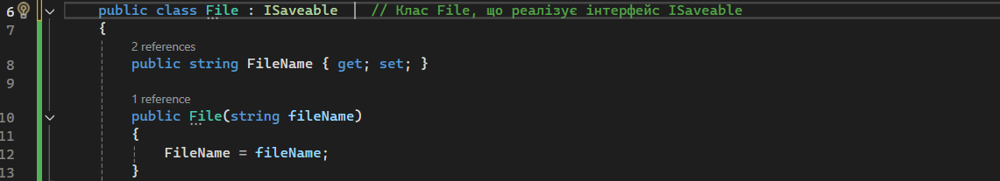 6 public class File : ISaveable // Клас File, що реалізує інтерфейс ISaveable
7 {
2 references
8 public string FileName { get; set; }
9
1 reference
10 public File(string fileName)
11 {
12 FileName = fileName;
13 }